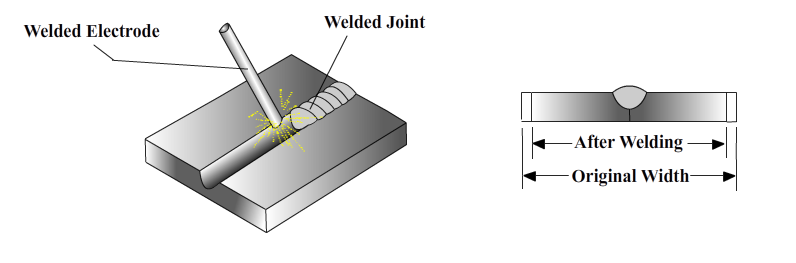 Welded Electrode
Welded Joint
After Welding
Original Width